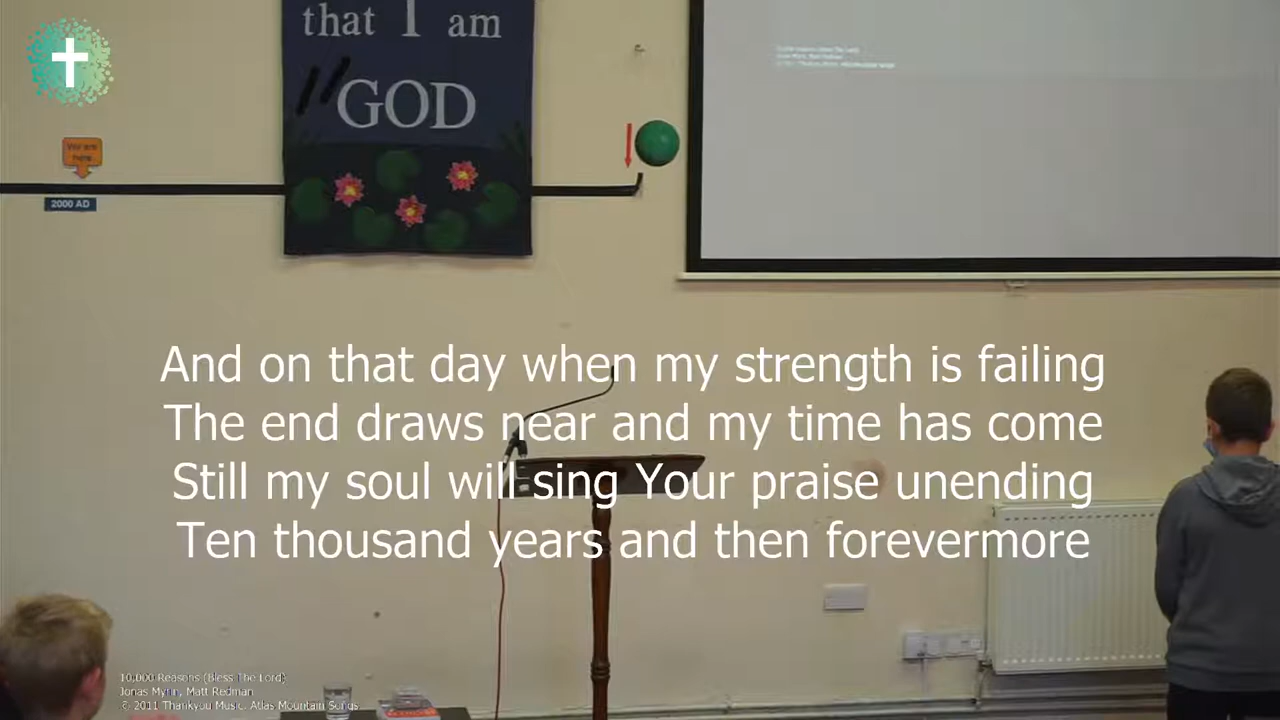 that I am
GOD
We are
here
2000 AD
And on that day when my strength is failing
The end draws near and my time has come
Still my soul will sing Your praise unending
Ten thousand years and then forevermore
10,000 Reasons (Bless The Lord)
Jonas Myrin, Matt Redman
© 2011 Thankyou Music, Atlas Mountain Songs